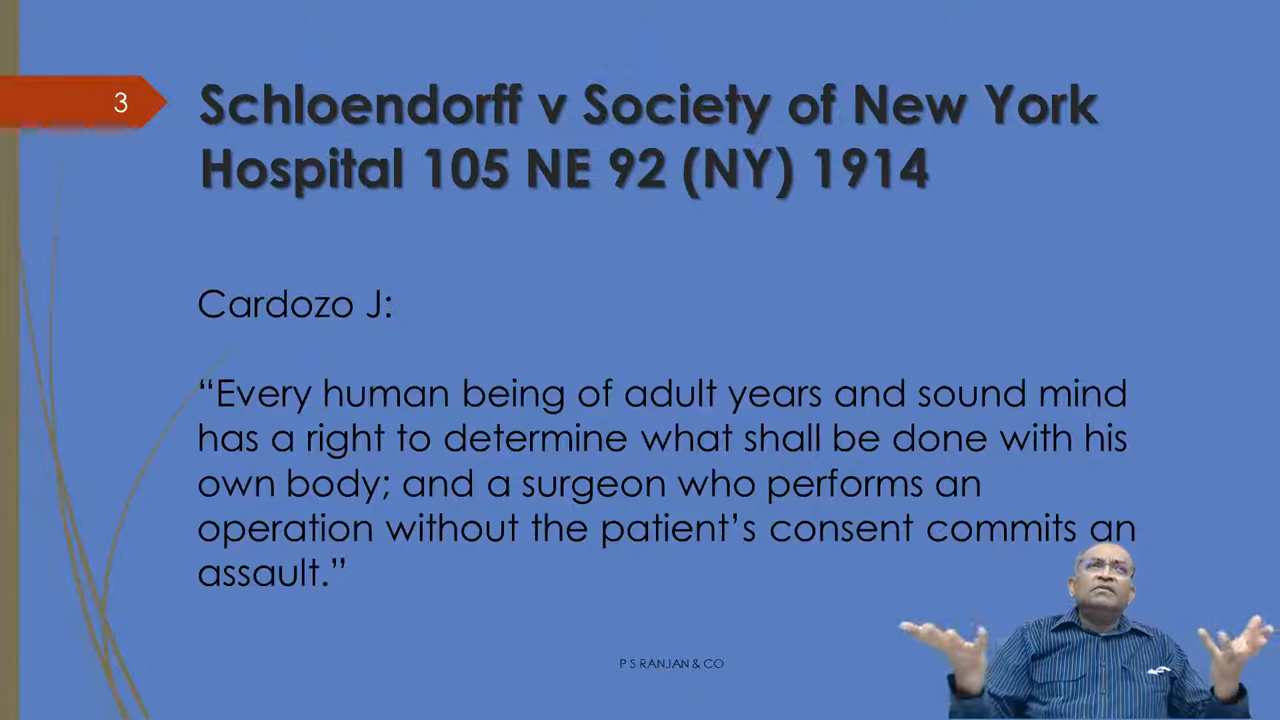 3
Schloendorff v Society of New York
Hospital 105 NE 92 (NY) 1914
Cardozo J:
“Every human being of adult years and sound mind
has a right to determine what shall be done with his
own body; and a surgeon who performs an
operation without the patient’s consent commits an
assault.”
P S RANJAN & CO